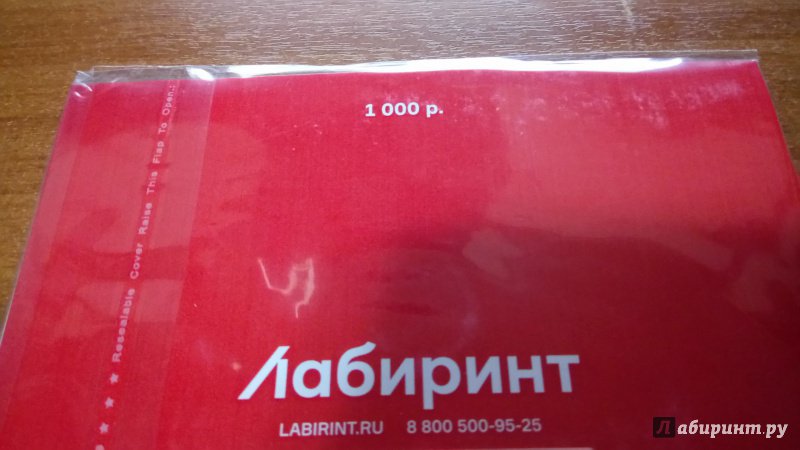 1 000 р.
★ ★ ★ Resealable Cover Raise This Flap To Open.:
Лабиринт
LABIRINT.RU 8 800 500-95-25
Лабиринт.ру